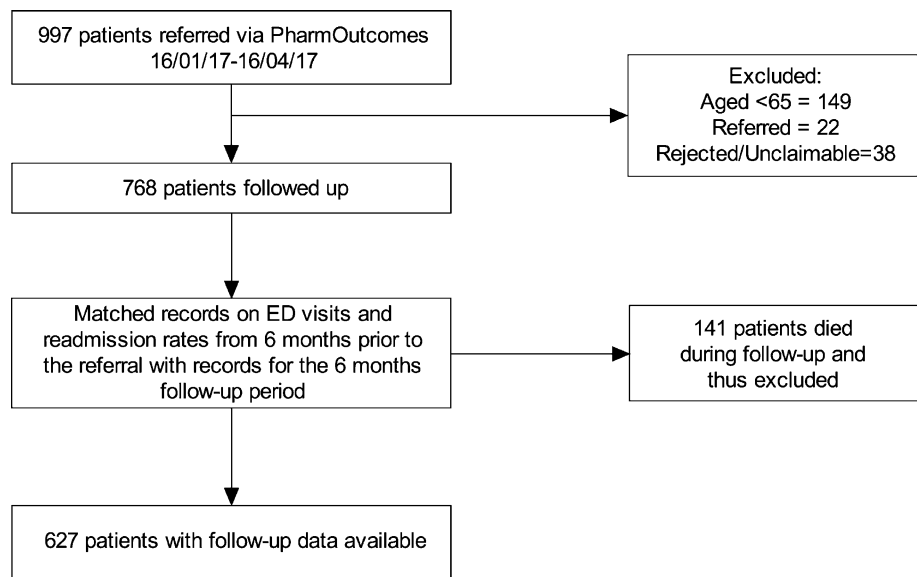 997 patients referred via PharmOutcomes
16/01/17-16/04/17
Excluded:
Aged <65 = 149
Referred = 22
Rejected/Unclaimable=38
768 patients followed up
Matched records on ED visits and
readmission rates from 6 months prior to
the referral with records for the 6 months
follow-up period
141 patients died
during follow-up and
thus excluded
627 patients with follow-up data available